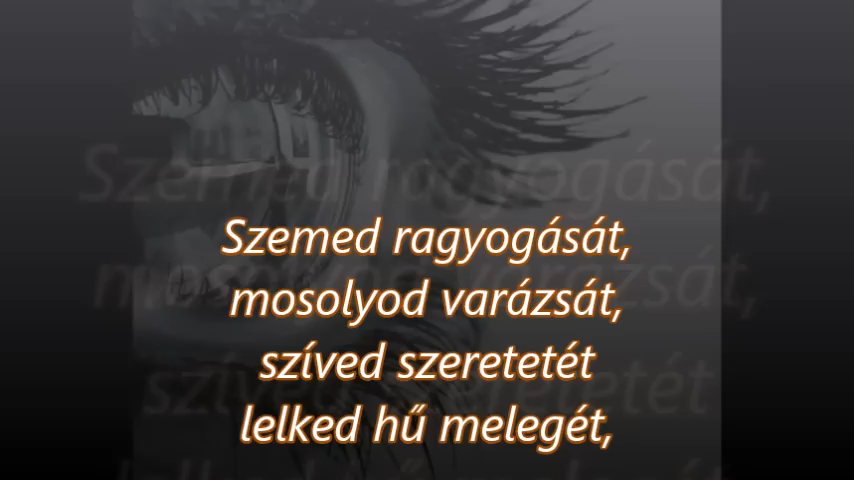 Szemed ragyogását,
mosolyod varázsát,
szíved szeretetét
lelked hű melegét,